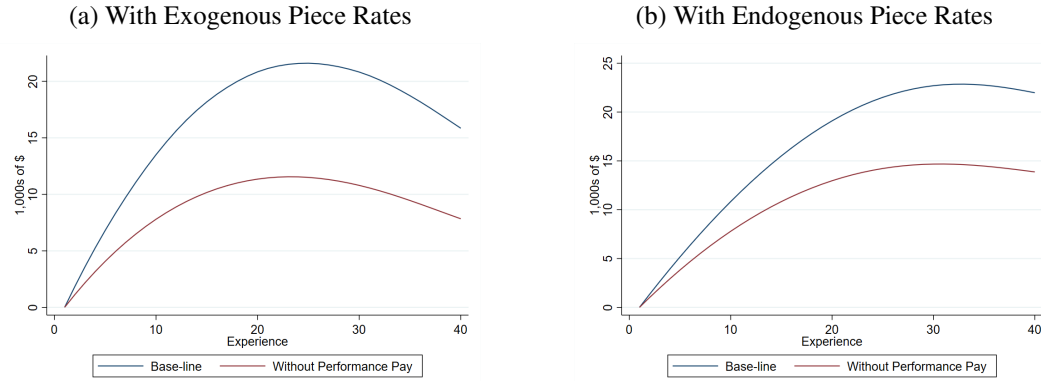 (a) With Exogenous Piece Rates
1,000s of $
20
15
10
5
0
0 10 20 30 40
Experience
Base-line Without Performance Pay
(b) With Endogenous Piece Rates
1,000s of $
25
20
15
10
5
0
0 10 20 30 40
Experience
Base-line Without Performance Pay